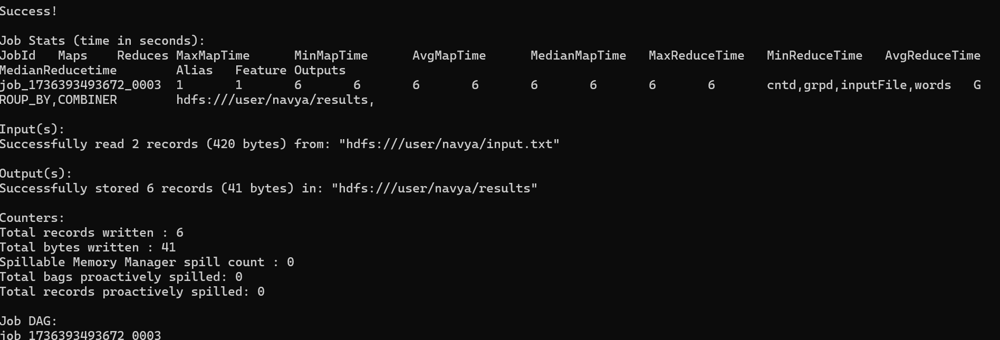 Success!
Job Stats (time in seconds):
JobId   Maps    Reduces MaxMapTime      MinMapTime      AvgMapTime      MedianMapTime   MaxReduceTime   MinReduceTime   AvgReduceTime
MedianReducetime        Alias   Feature Outputs
job_1736393493672_0003  1       1       6       6       6       6       6       6       6       6       cntd,grpd,inputFile,words   G
ROUP_BY,COMBINER        hdfs:///user/navya/results,
Input(s):
Successfully read 2 records (420 bytes) from: "hdfs:///user/navya/input.txt"
Output(s):
Successfully stored 6 records (41 bytes) in: "hdfs:///user/navya/results"
Counters:
Total records written : 6
Total bytes written : 41
Spillable Memory Manager spill count : 0
Total bags proactively spilled: 0
Total records proactively spilled: 0
Job DAG:
job_1736393493672_0003